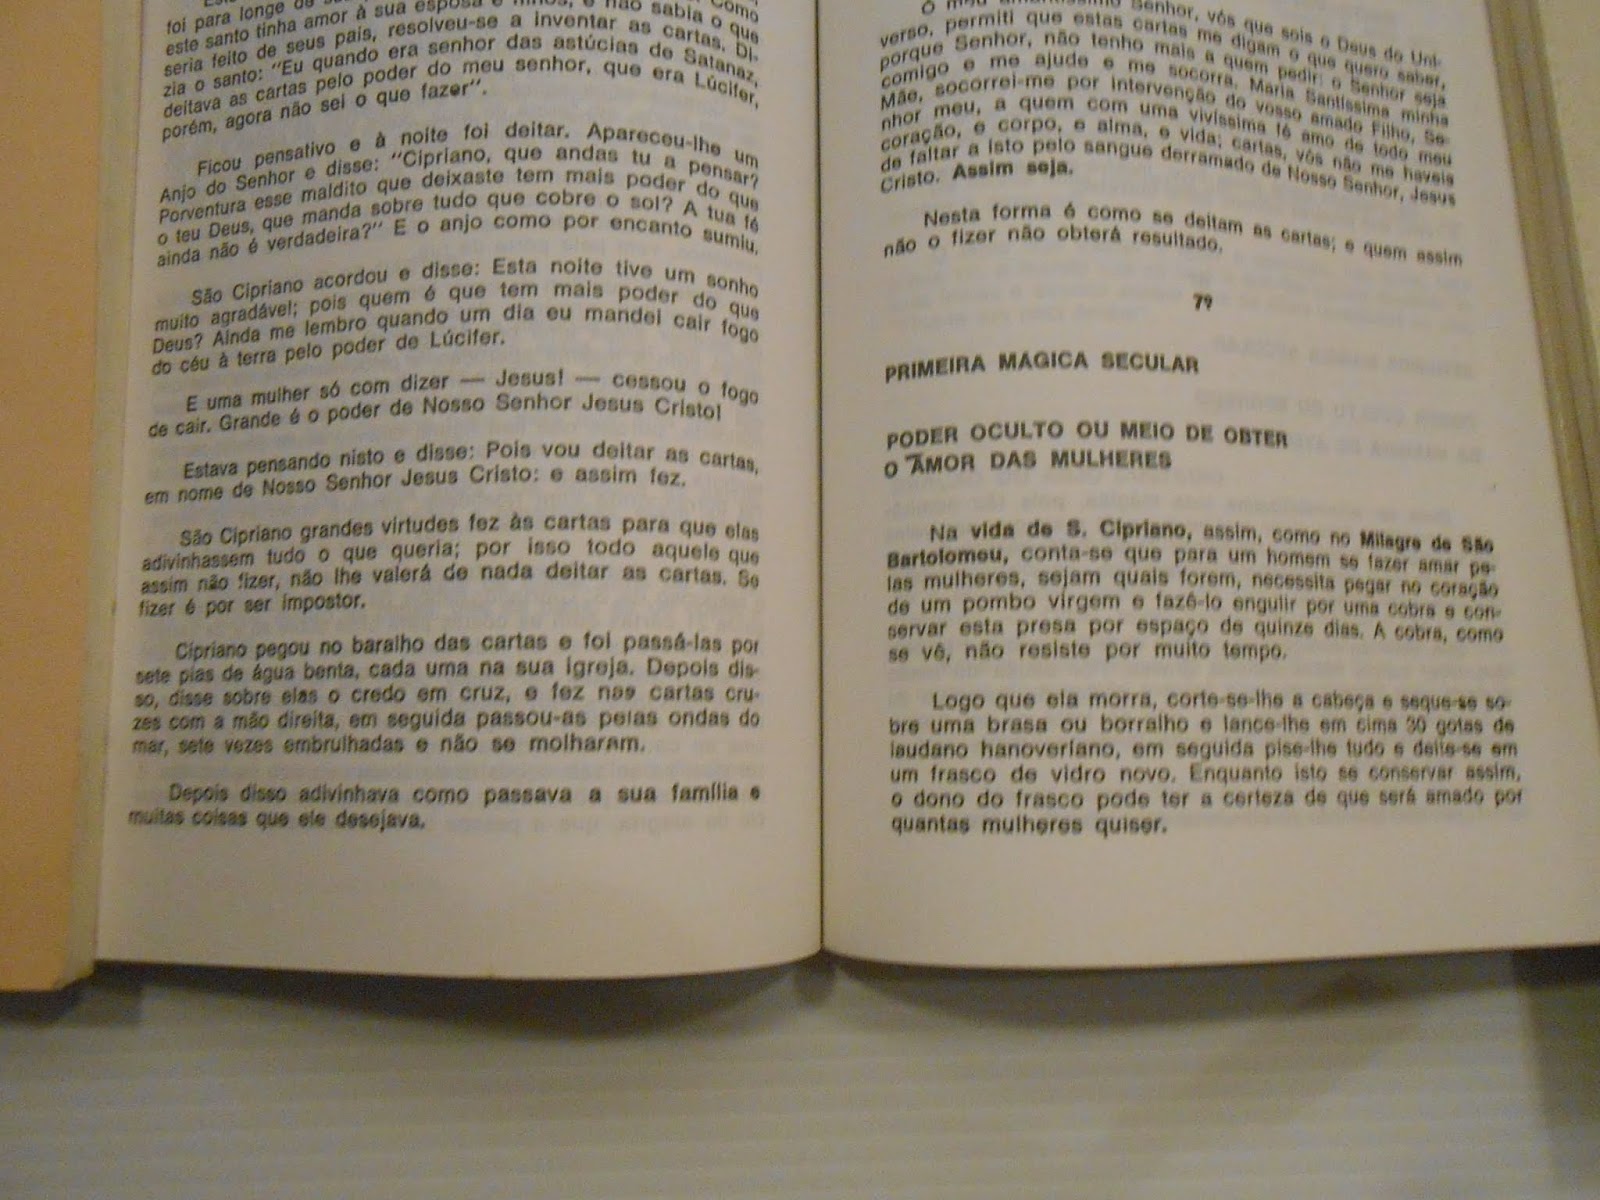 foi para longe de
este santo tinha amor à sua esposa e filhos, e não sabia o que
seria feito de seus pais, resolveu-se a inventar as cartas. Di-
zia o santo: "Eu quando era senhor das astúcias de Satanaz,
deitava as cartas pelo poder do meu senhor, que era Lúcifer,
porém, agora não sei o que fazer".
Ficou pensativo e à noite foi deitar. Apareceu-lhe um
Anjo do Senhor e disse: "Cipriano, que andas tu a pensar?
Porventura esse maldito que deixaste tem mais poder do que
o teu Deus, que manda sobre tudo que cobre o sol? A tua fé
ainda não é verdadeira?" E o anjo como por encanto sumiu.
São Cipriano acordou e disse: Esta noite tive um sonho
muito agradável; pois quem é que tem mais poder do que
Deus? Ainda me lembro quando um dia eu mandei cair fogo
do céu à terra pelo poder de Lúcifer.
E uma mulher só com dizer — Jesus! — cessou o fogo
de cair. Grande é o poder de Nosso Senhor Jesus Cristo!
Estava pensando nisto e disse: Pois vou deitar as cartas,
em nome de Nosso Senhor Jesus Cristo: e assim fez.
São Cipriano grandes virtudes fez às cartas para que elas
adivinhassem tudo o que queria; por isso todo aquele que
assim não fizer, não lhe valerá de nada deitar as cartas. Se
fizer é por ser impostor.
Cipriano pegou no baralho das cartas e foi passá-las por
sete pias de água benta, cada uma na sua igreja. Depois dis-
so, disse sobre elas o credo em cruz, e fez nas cartas cru-
zes com a mão direita, em seguida passou-as pelas ondas do
mar, sete vezes embrulhadas e não se molharam.
Depois disso adivinhava como passava a sua família e
muitas coisas que ele desejava.
O meu amantíssimo Senhor, vós que sois o Deus do Uni-
verso, permiti que estas cartas me digam o que quero saber,
porque Senhor, não tenho mais a quem pedir: o Senhor seja
comigo e me ajude e me socorra. Maria Santíssima minha
Mãe, socorrei-me por intervenção do vosso amado Filho, Se-
nhor meu, a quem com uma vivíssima fé amo de todo meu
coração, e corpo, e alma, e vida; cartas, vós não me haveis
de faltar a isto pelo sangue derramado de Nosso Senhor, Jesus
Cristo. Assim seja.
Nesta forma é como se deitam as cartas; e quem assim
não o fizer não obterá resultado.
79
PRIMEIRA MAGICA SECULAR
PODER OCULTO OU MEIO DE OBTER
O AMOR DAS MULHERES
Na vida de S. Cipriano, assim, como no Milagre de São
Bartolomeu, conta-se que para um homem se fazer amar pe-
las mulheres, sejam quais forem, necessita pegar no coração
de um pombo virgem e fazê-lo engulir por uma cobra e con-
servar esta presa por espaço de quinze dias. A cobra, como
se vê, não resiste por muito tempo.
Logo que ela morra, corte-se-lhe a cabeça e seque-se so-
bre uma brasa ou borralho e lance-lhe em cima 30 gotas de
laudano hanoveriano, em seguida pise-lhe tudo e deite-se em
um frasco de vidro novo. Enquanto isto se conservar assim,
o dono do frasco pode ter a certeza de que será amado por
quantas mulheres quiser.